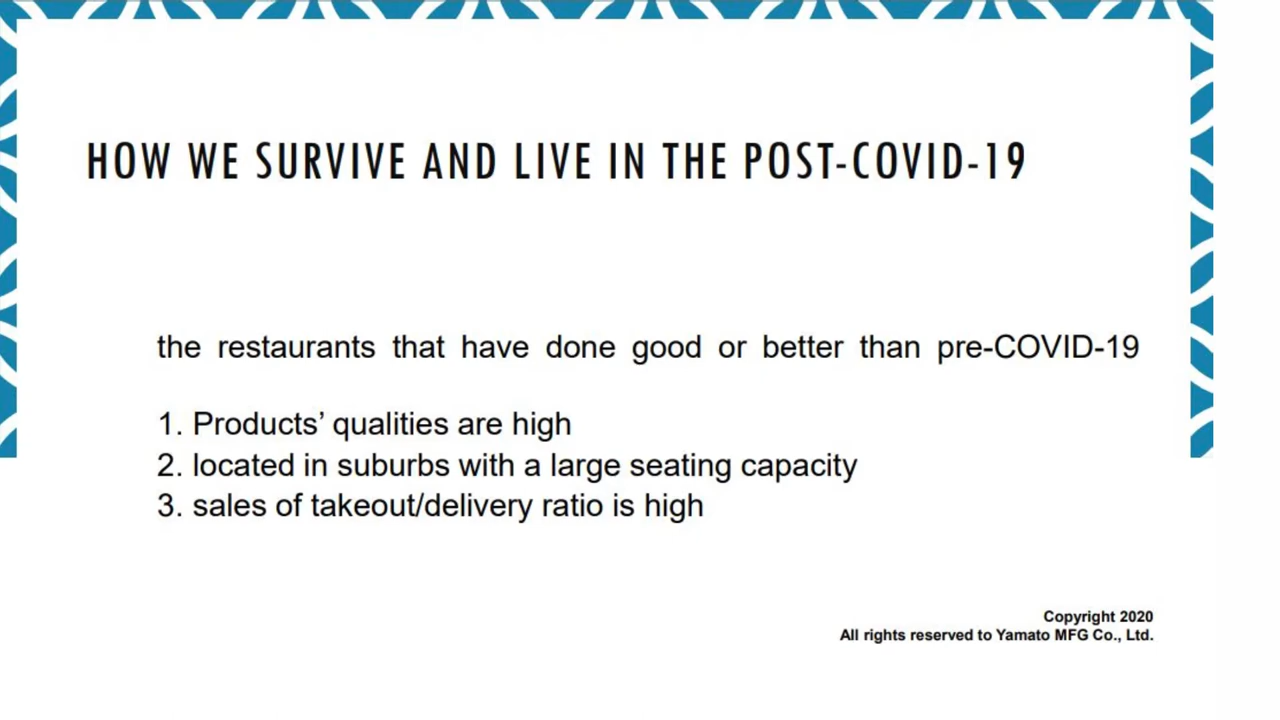 HOW WE SURVIVE AND LIVE IN THE POST-COVID-19
the restaurants that have done good or better than pre-COVID-19
1. Products’ qualities are high
2. located in suburbs with a large seating capacity
3. sales of takeout/delivery ratio is high
Copyright 2020
All rights reserved to Yamato MFG Co., Ltd.